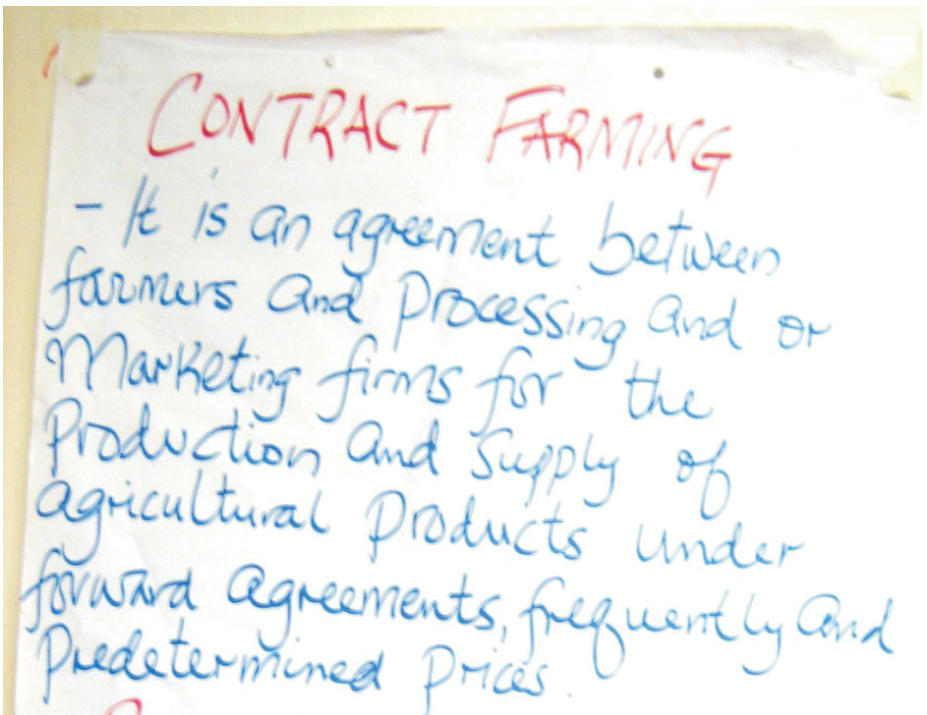 CONTRACT FARMING
- It is an agreement between
farmers and Processing and or
Marketing firms for the
Production and Supply of
agricultural Products under
forward agreements, frequently and
Predetermined Prices.